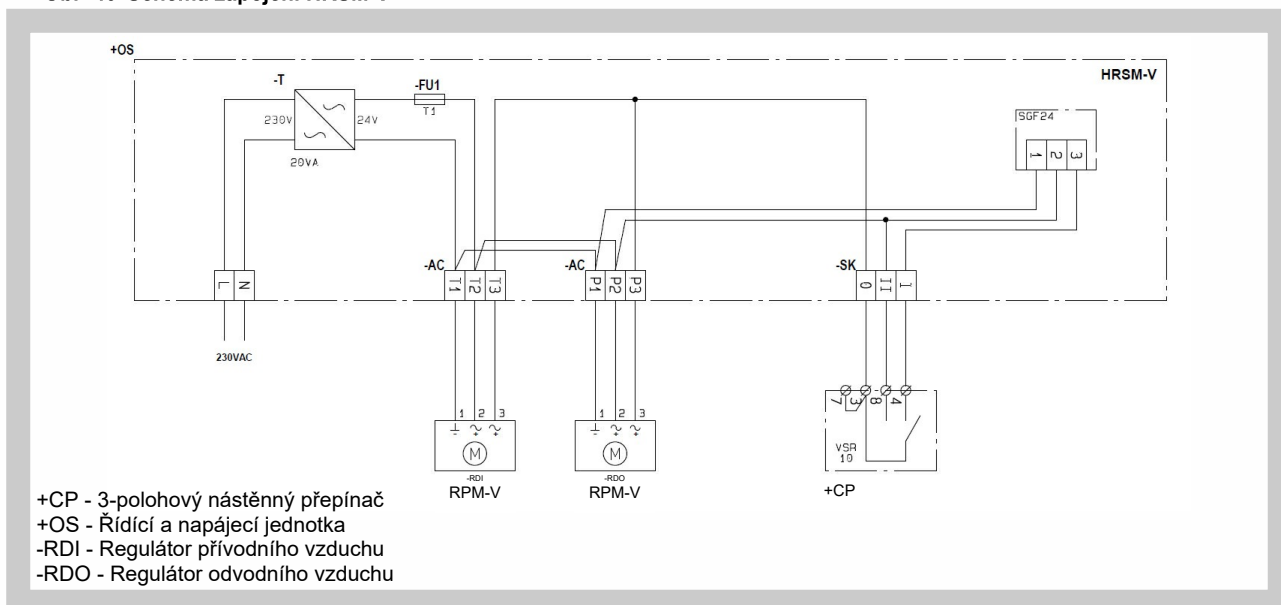 +OS
HRSM-V
-T
-FU1
T1
230V
24V
20VA
SGF24
1 2 3
-AC
T1 T2 T3
-AC
P1 P2 P3
-SK
0 II I
L N
230VAC
1 2 3
M
-RDI
RPM-V
1 2 3
M
-RDO
RPM-V
7 3 8 4
VSR
10
+CP
+CP - 3-polohový nástěnný přepínač
+OS - Řídící a napájecí jednotka
-RDI - Regulátor přívodního vzduchu
-RDO - Regulátor odvodního vzduchu